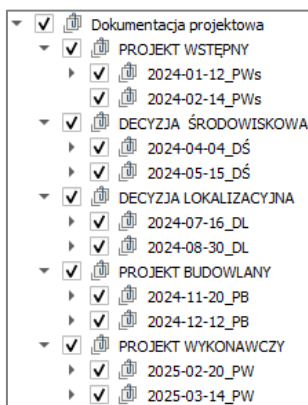 Dokumentacja projektowa
PROJEKT WSTĘPNY
2024-01-12_PWs
2024-02-14_PWs
DECYZJA ŚRODOWISKOWA
2024-04-04_DŚ
2024-05-15_DŚ
DECYZJA LOKALIZACYJNA
2024-07-16_DL
2024-08-30_DL
PROJEKT BUDOWLANY
2024-11-20_PB
2024-12-12_PB
PROJEKT WYKONAWCZY
2025-02-20_PW
2025-03-14_PW